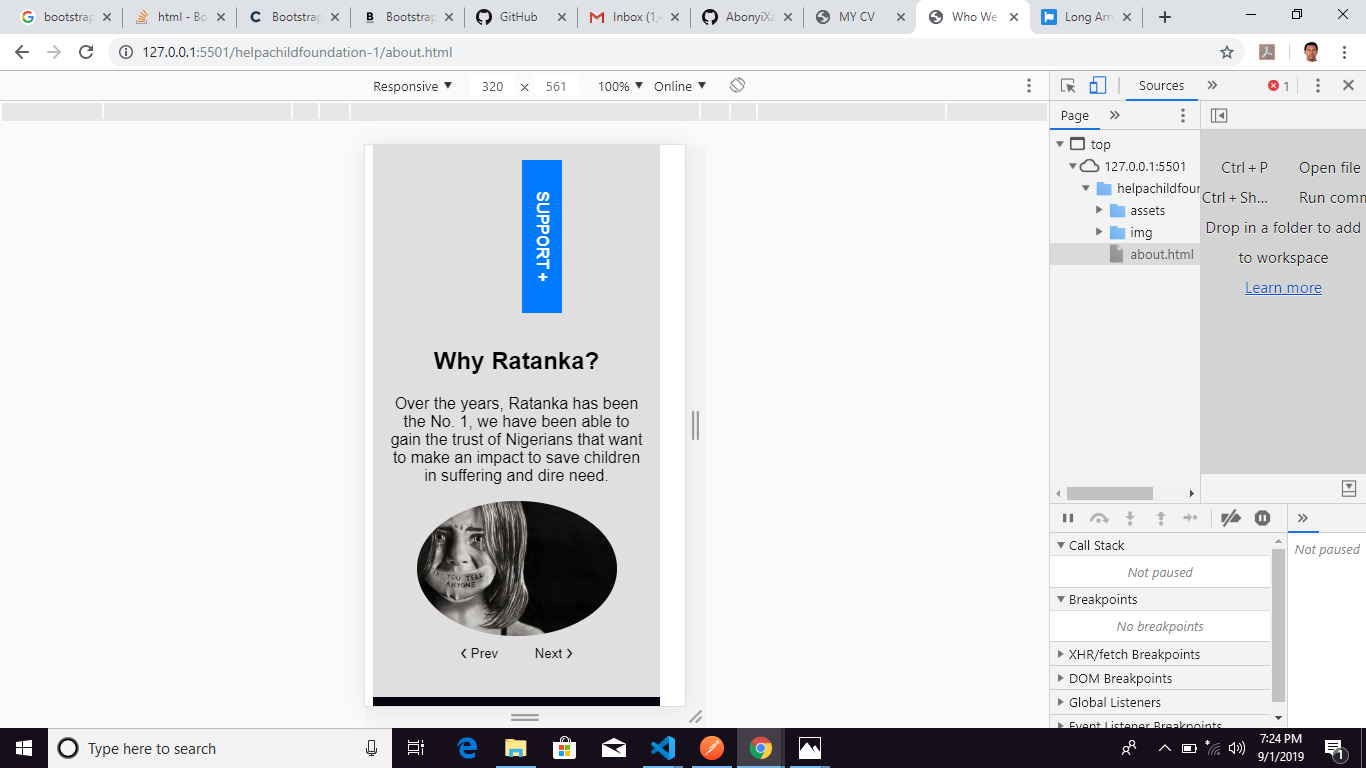 bootstrap
html - Bo
Bootstrap
Bootstrap
GitHub
Inbox (1,4
AbonyiXa
MY CV
Who We
Long Arro
127.0.0.1:5501/helpachildfoundation-1/about.html
Responsive
320 × 561
100%
Online
Sources
1
Page
top
127.0.0.1:5501
helpachildfour
assets
img
about.html
Ctrl + P Open file
Ctrl + Sh... Run comm
Drop in a folder to add
to workspace
Learn more
SUPPORT +
Why Ratanka?
Over the years, Ratanka has been
the No. 1, we have been able to
gain the trust of Nigerians that want
to make an impact to save children
in suffering and dire need.
IF YOU TELL
ANYONE
Prev Next
Call Stack
Not paused
Breakpoints
No breakpoints
XHR/fetch Breakpoints
DOM Breakpoints
Global Listeners
Event Listener Breakpoints
Not paused
Type here to search
7:24 PM
9/1/2019
1